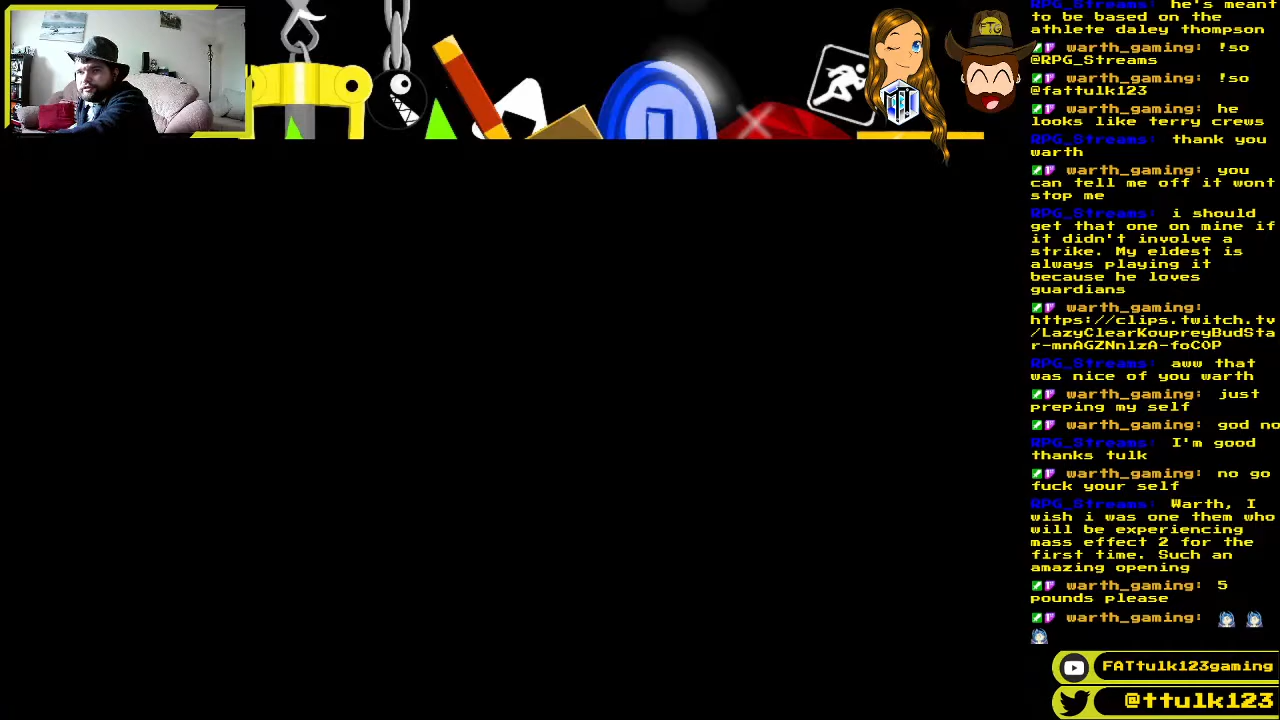 RPG_Streams: he's meant
to be based on the
athlete daley thompson
warth_gaming: !so
@RPG_Streams
warth_gaming: !so
@fattulk123
warth_gaming: he
looks like terry crews
RPG_Streams: thank you
warth
warth_gaming: you
can tell me off it wont
stop me
RPG_Streams: i should
get that one on mine if
it didn't involve a
strike. My eldest is
always playing it
because he loves
guardians
warth_gaming:
https://clips.twitch.tv
/LazyClearKoupreyBudSta
r-mnAGZNnlzA-foCOP
RPG_Streams: aww that
was nice of you warth
warth_gaming: just
preping my self
warth_gaming: god no
RPG_Streams: I'm good
thanks tulk
warth_gaming: no go
fuck your self
RPG_Streams: Warth, I
wish i was one them who
will be experiencing
mass effect 2 for the
first time. Such an
amazing opening
warth_gaming: 5
pounds please
warth_gaming:
FATtulk123gaming
@ttulk123